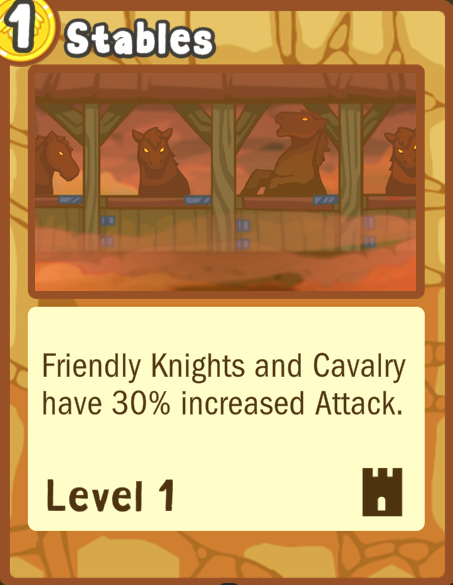 1
Stables
Friendly Knights and Cavalry
have 30% increased Attack.
Level 1